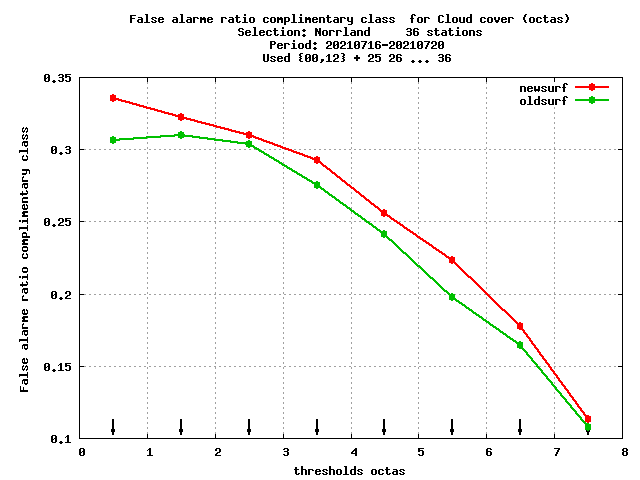 False alarme ratio complimentary class  for Cloud cover (octas)
Selection: Norrland     36 stations
Period: 20210716-20210720
Used {00,12} + 25 26 ... 36
newsurf
oldsurf
False alarme ratio complimentary class
0.35
0.3
0.25
0.2
0.15
0.1
0 1 2 3 4 5 6 7 8
thresholds octas